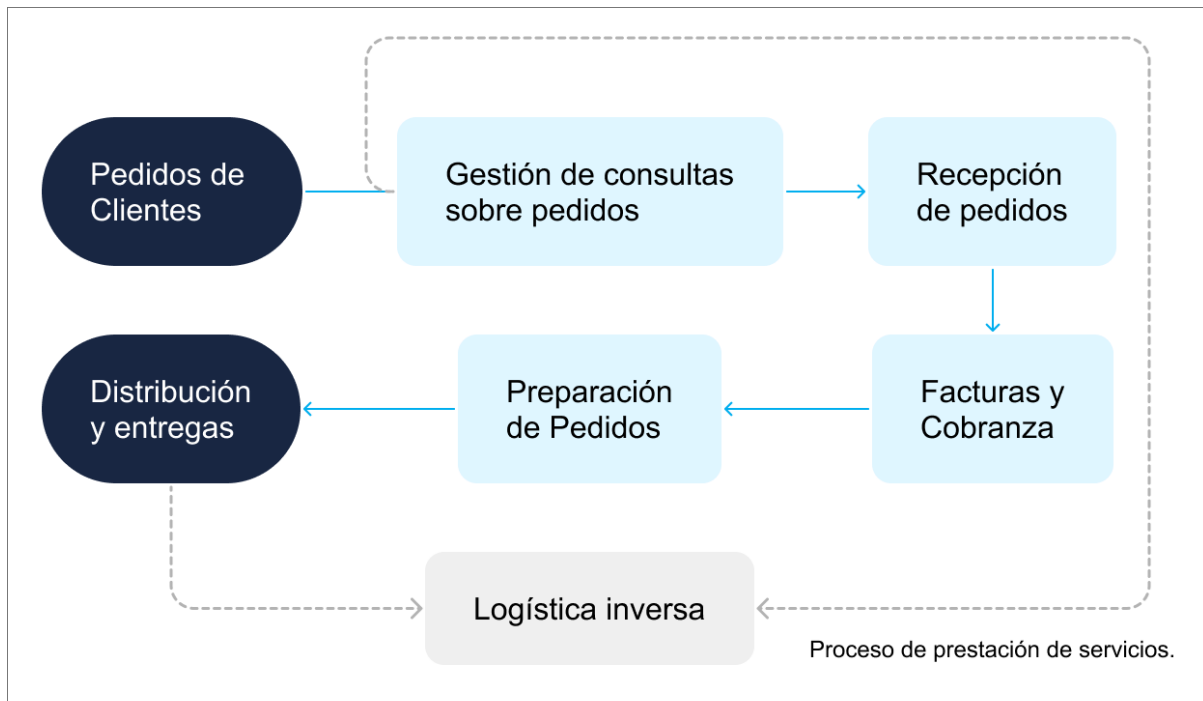 Pedidos de
Clientes
Gestión de consultas
sobre pedidos
Recepción
de pedidos
Distribución
y entregas
Preparación
de Pedidos
Facturas y
Cobranza
Logística inversa
Proceso de prestación de servicios.